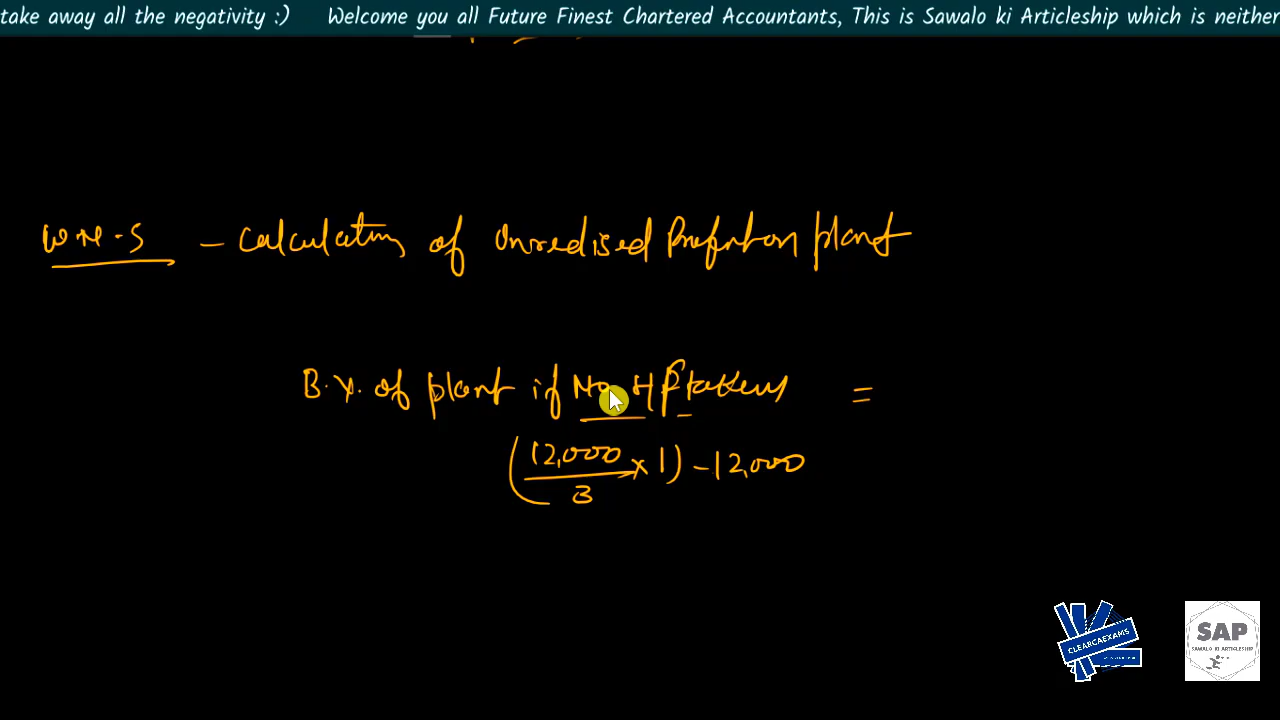 take away all the negativity :) Welcome you all Future Finest Chartered Accountants, This is Sawalo ki Articleship which is neither
W.N-5 - Calculation of Unrealised Profit on plant
B.V. of plant if No HP taken =
(12,000/3 × 1) - 12,000
CLEARCAEXAMS
SAP
SAWALO KI ARTICLESHIP